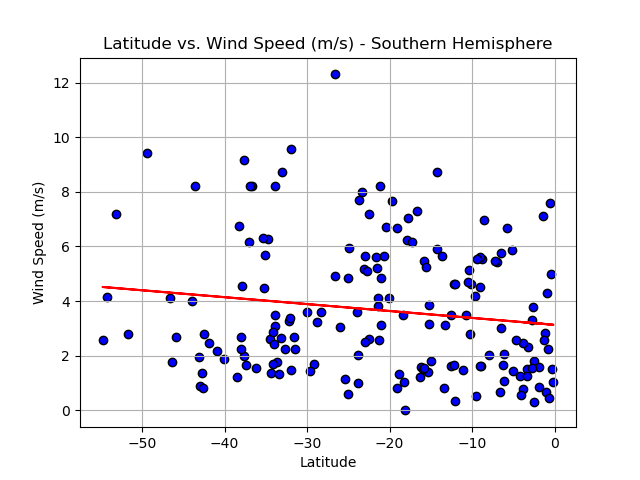 Latitude vs. Wind Speed (m/s) - Southern Hemisphere
12
10
8
6
4
2
0
Wind Speed (m/s)
−50 −40 −30 −20 −10 0
Latitude